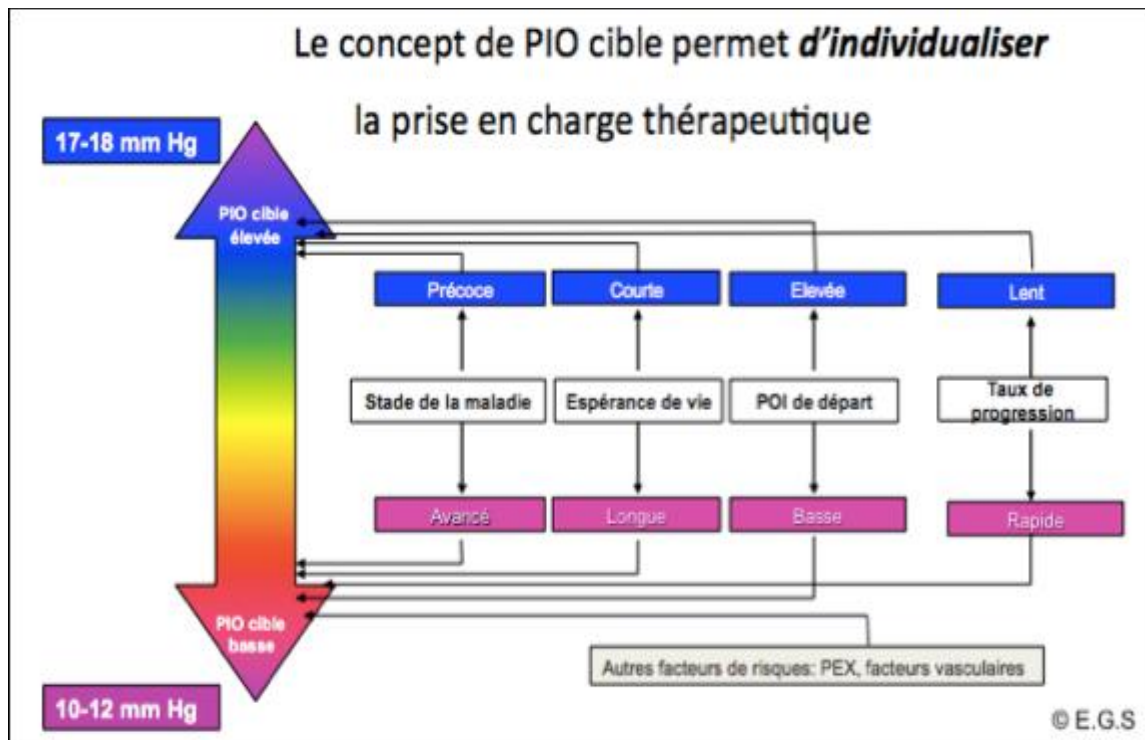 Le concept de PIO cible permet d'individualiser
la prise en charge thérapeutique
17-18 mm Hg
PIO cible
élevée
Précoce
Courte
Elevée
Lent
Stade de la maladie
Espérance de vie
POI de départ
Taux de
progression
Avancé
Longue
Basse
Rapide
PIO cible
basse
Autres facteurs de risques: PEX, facteurs vasculaires
10-12 mm Hg
© E.G.S